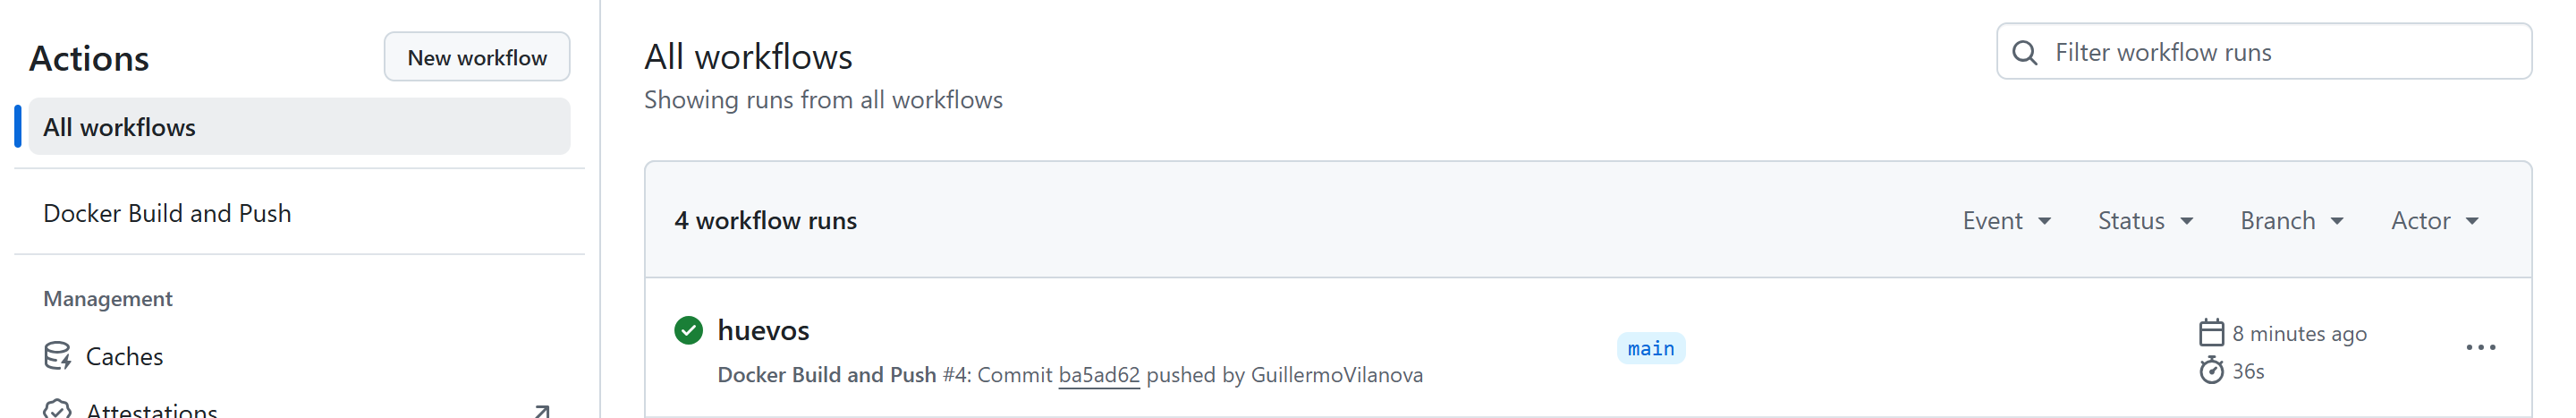 Actions
New workflow
All workflows
Docker Build and Push
Management
Caches
Attestations
All workflows
Showing runs from all workflows
Filter workflow runs
4 workflow runs
Event
Status
Branch
Actor
huevos
Docker Build and Push #4: Commit ba5ad62 pushed by GuillermoVilanova
main
8 minutes ago
36s